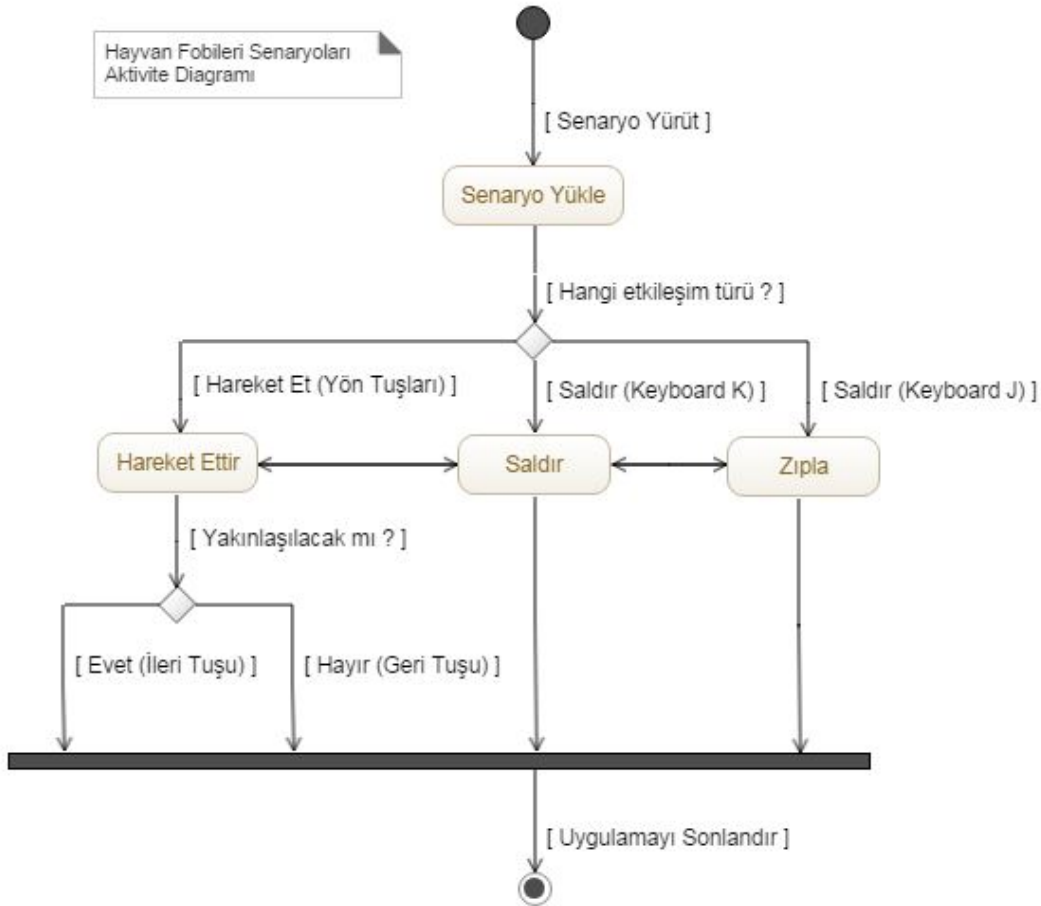 Hayvan Fobileri Senaryoları
Aktivite Diagramı
[ Senaryo Yürüt ]
Senaryo Yükle
[ Hangi etkileşim türü ? ]
[ Hareket Et (Yön Tuşları) ]
[ Saldır (Keyboard K) ]
[ Saldır (Keyboard J) ]
Hareket Ettir
Saldır
Zıpla
[ Yakınlaşılacak mı ? ]
[ Evet (İleri Tuşu) ]
[ Hayır (Geri Tuşu) ]
[ Uygulamayı Sonlandır ]